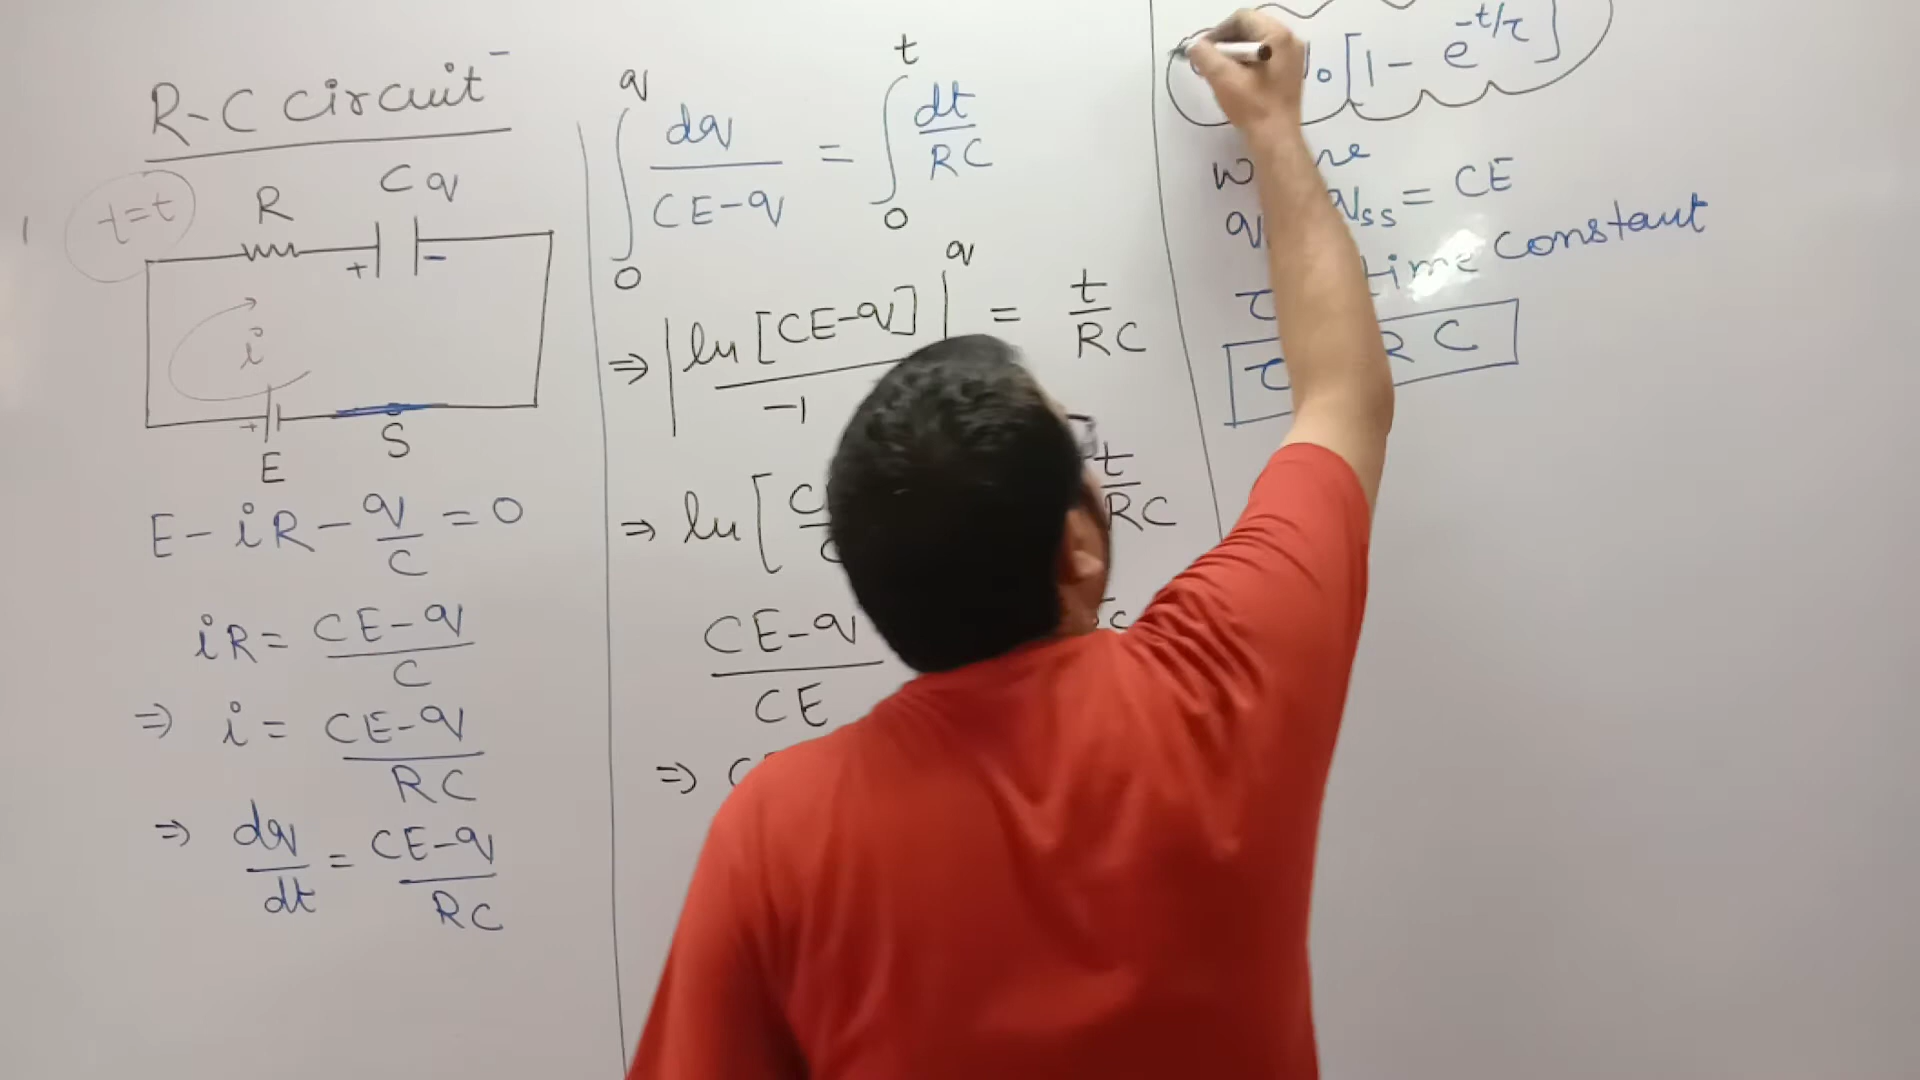 R-C circuit
t=t
R
C q
+ -
i
+
E
S
E - iR - q/C = 0
iR = CE-q/C
⇒ i = CE-q/RC
⇒ dq/dt = CE-q/RC
∫₀^q dq/CE-q = ∫₀^t dt/RC
⇒ |ln[CE-q]/-1|^q = t/RC
⇒ ln[ t/RC
CE-q/CE
⇒
₀[1 - e^-t/τ]
ss = CE
time constant
τ RC